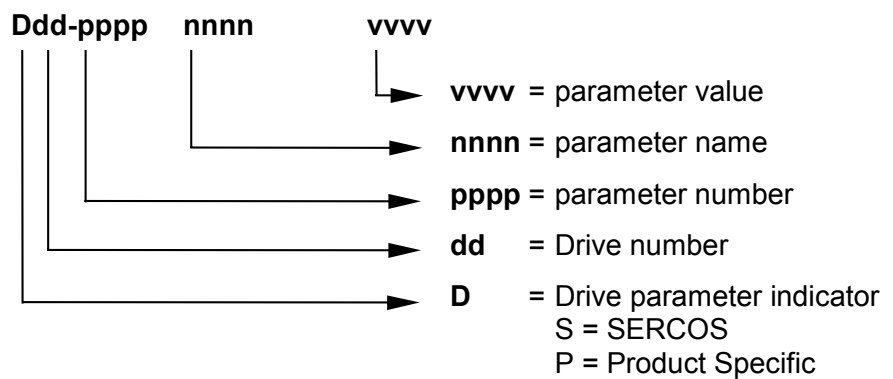 Ddd-pppp nnnn vvvv
vvvv = parameter value
nnnn = parameter name
pppp = parameter number
dd = Drive number
D = Drive parameter indicator
S = SERCOS
P = Product Specific